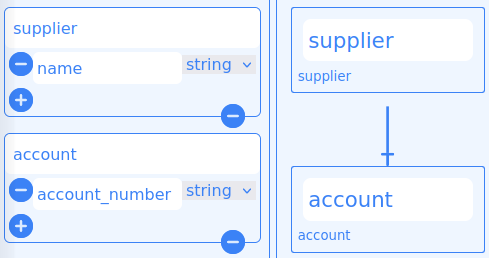 supplier
name
string
account
account_number
string
supplier
supplier
account
account